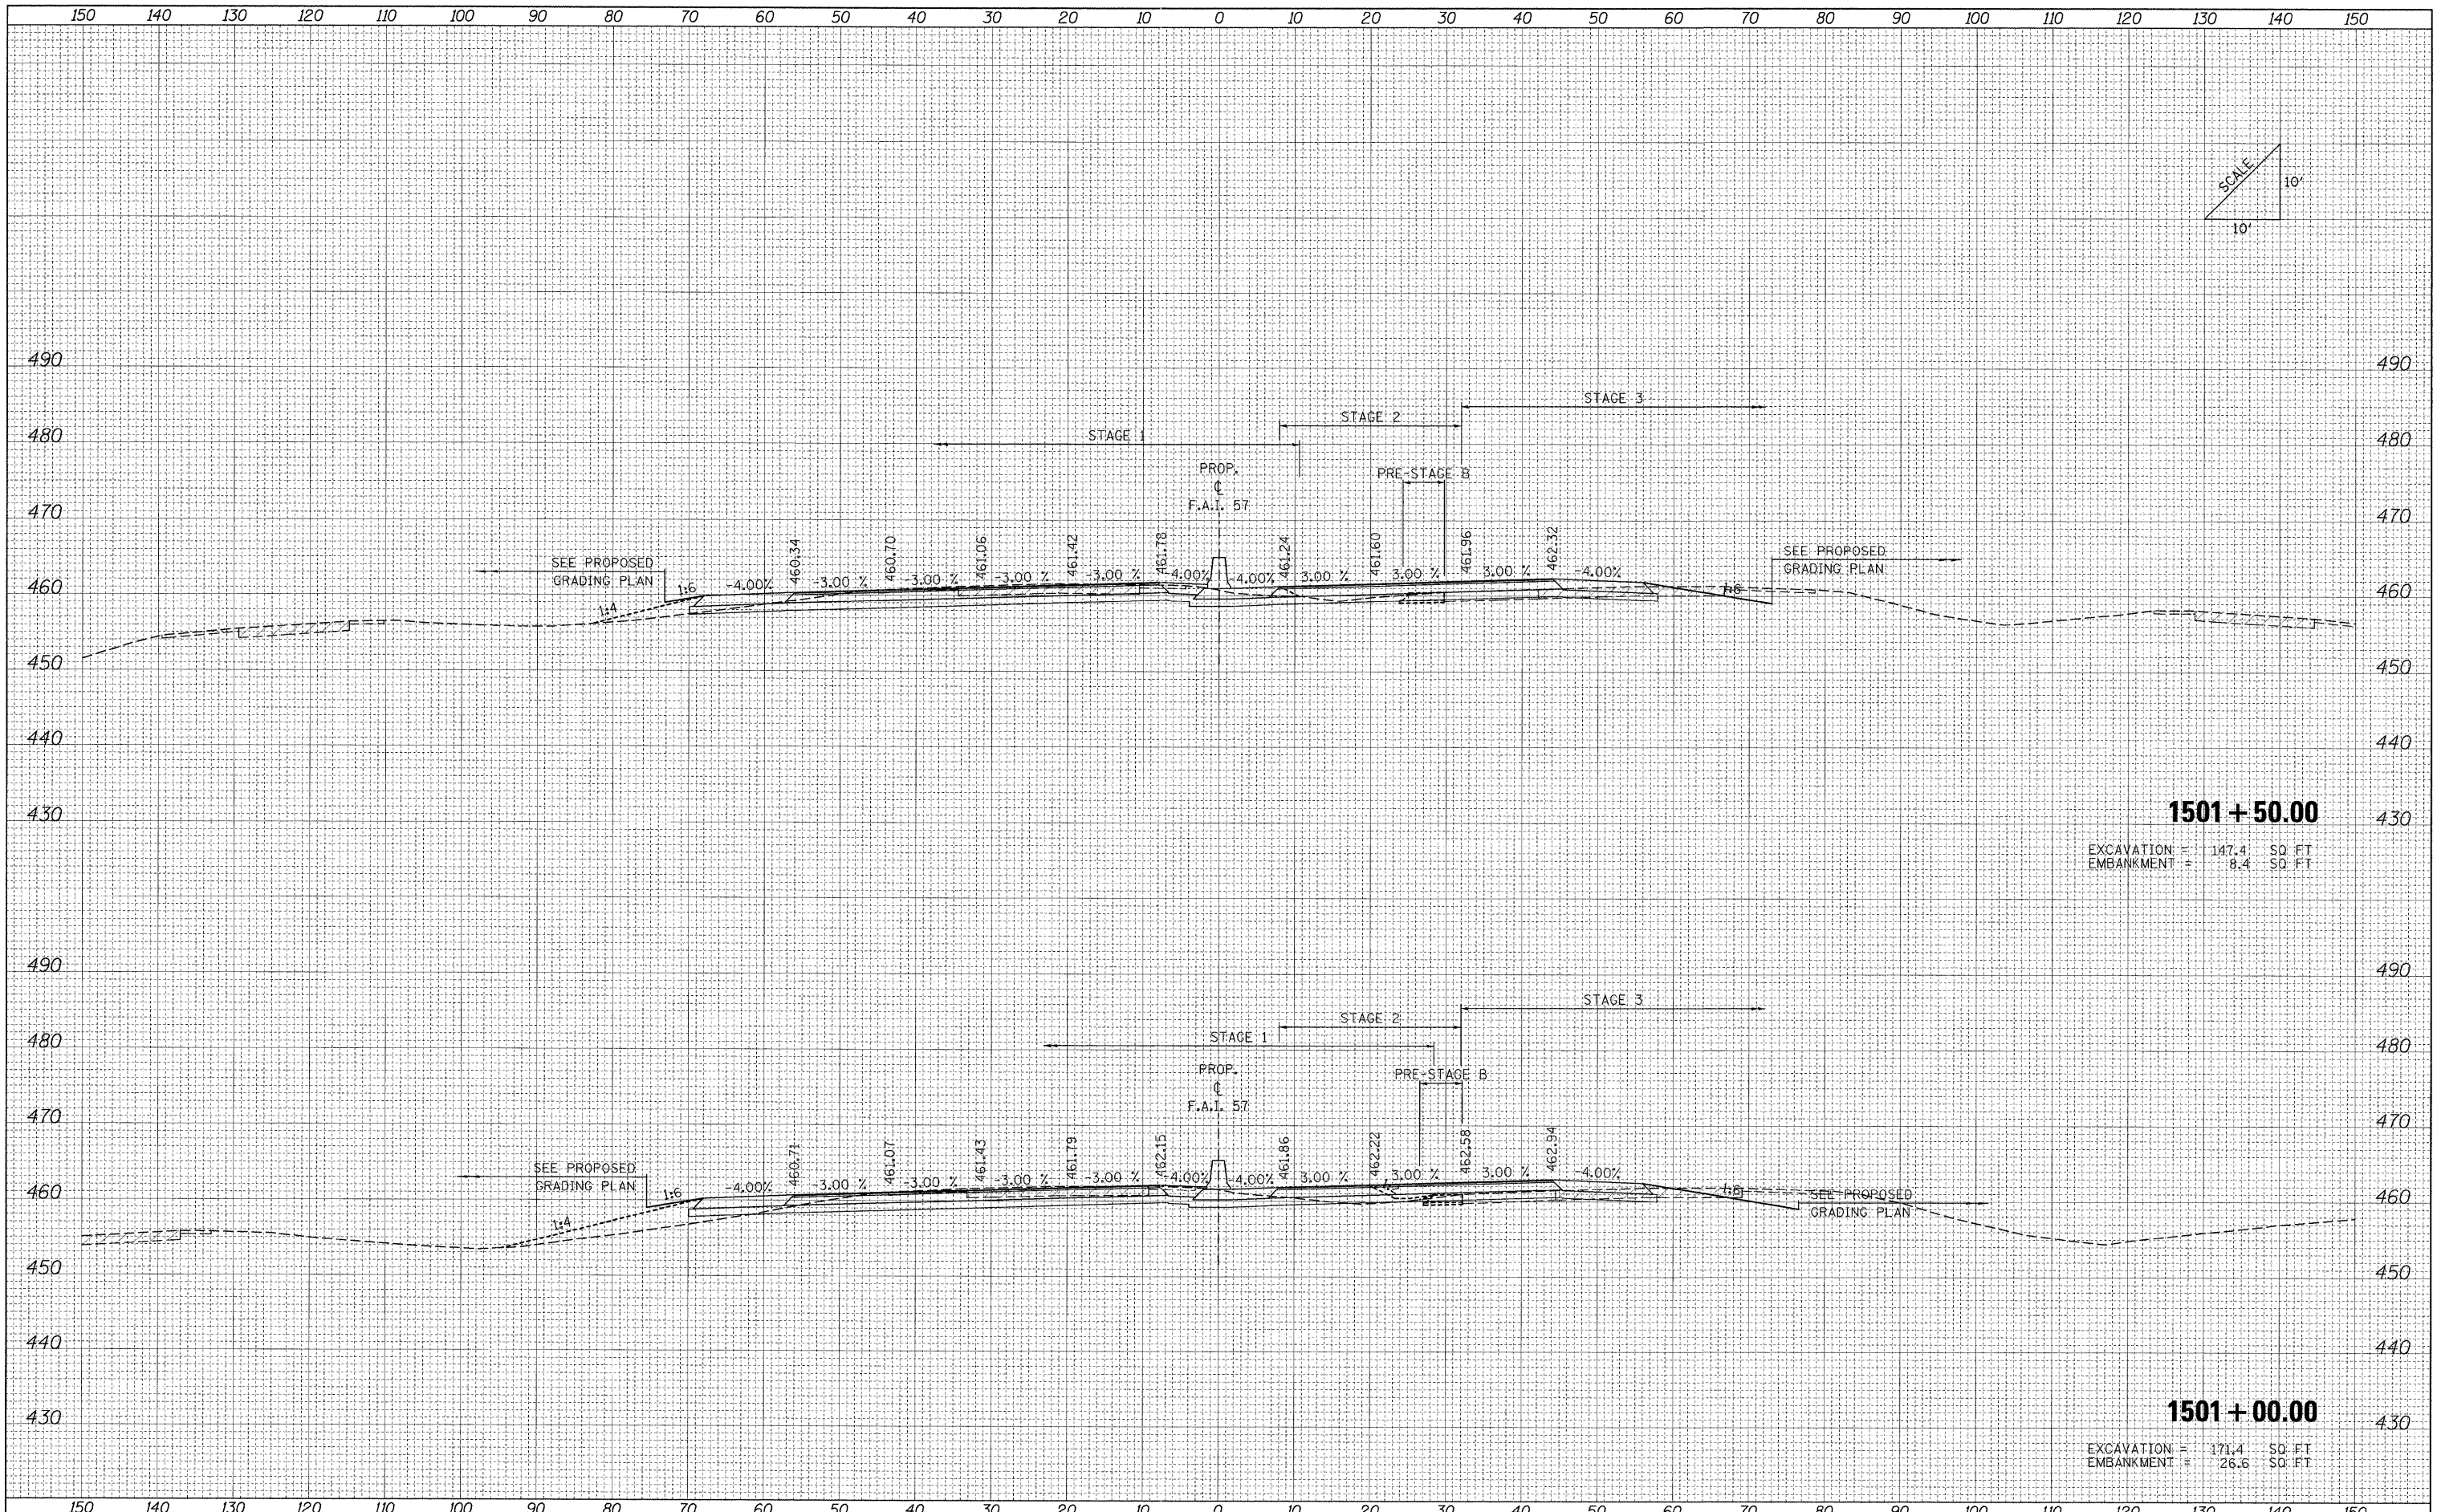 150 140 130 120 110 100 90 80 70 60 50 40 30 20 10 0 10 20 30 40 50 60 70 80 90 100 110 120 130 140 150
SCALE
10'
10'
490 490
STAGE 3
STAGE 2
480 STAGE 1 480
PROP.
PRE-STAGE B
℄
F.A.I. 57
470 470
460.34 460.70 461.06 461.42 461.78 461.24 461.60 461.96 462.32
SEE PROPOSED
GRADING PLAN
SEE PROPOSED
GRADING PLAN
1:4 1:6 -4.00% -3.00 % -3.00 % -3.00 % -3.00 % -4.00% -4.00% 3.00 % 3.00 % 3.00 % -4.00% 1:6
460 460
450 450
440 440
430 430
1501 + 50.00
EXCAVATION = 147.4 SQ FT
EMBANKMENT = 8.4 SQ FT
490 490
STAGE 3
STAGE 2
480 STAGE 1 480
PROP.
PRE-STAGE B
℄
F.A.I. 57
470 470
460.71 461.07 461.43 461.79 462.15 461.86 462.22 462.58 462.94
SEE PROPOSED
GRADING PLAN
1:4 1:6 -4.00% -3.00 % -3.00 % -3.00 % -3.00 % -4.00% -4.00% 3.00 % 3.00 % 3.00 % -4.00% 1:6
SEE PROPOSED
GRADING PLAN
460 460
450 450
440 440
430 430
1501 + 00.00
EXCAVATION = 171.4 SQ FT
EMBANKMENT = 26.6 SQ FT
150 140 130 120 110 100 90 80 70 60 50 40 30 20 10 0 10 20 30 40 50 60 70 80 90 100 110 120 130 140 150